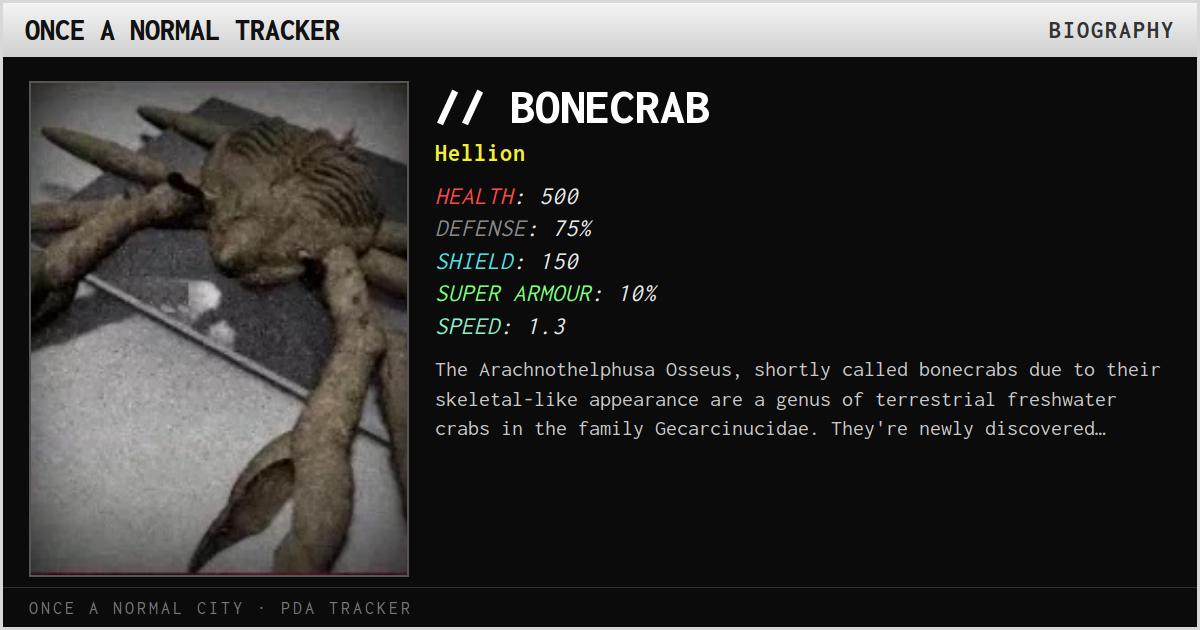 ONCE A NORMAL TRACKER
BIOGRAPHY
// BONECRAB
Hellion
HEALTH: 500
DEFENSE: 75%
SHIELD: 150
SUPER ARMOUR: 10%
SPEED: 1.3
The Arachnothelphusa Osseus, shortly called bonecrabs due to their
skeletal-like appearance are a genus of terrestrial freshwater
crabs in the family Gecarcinucidae. They're newly discovered…
ONCE A NORMAL CITY · PDA TRACKER